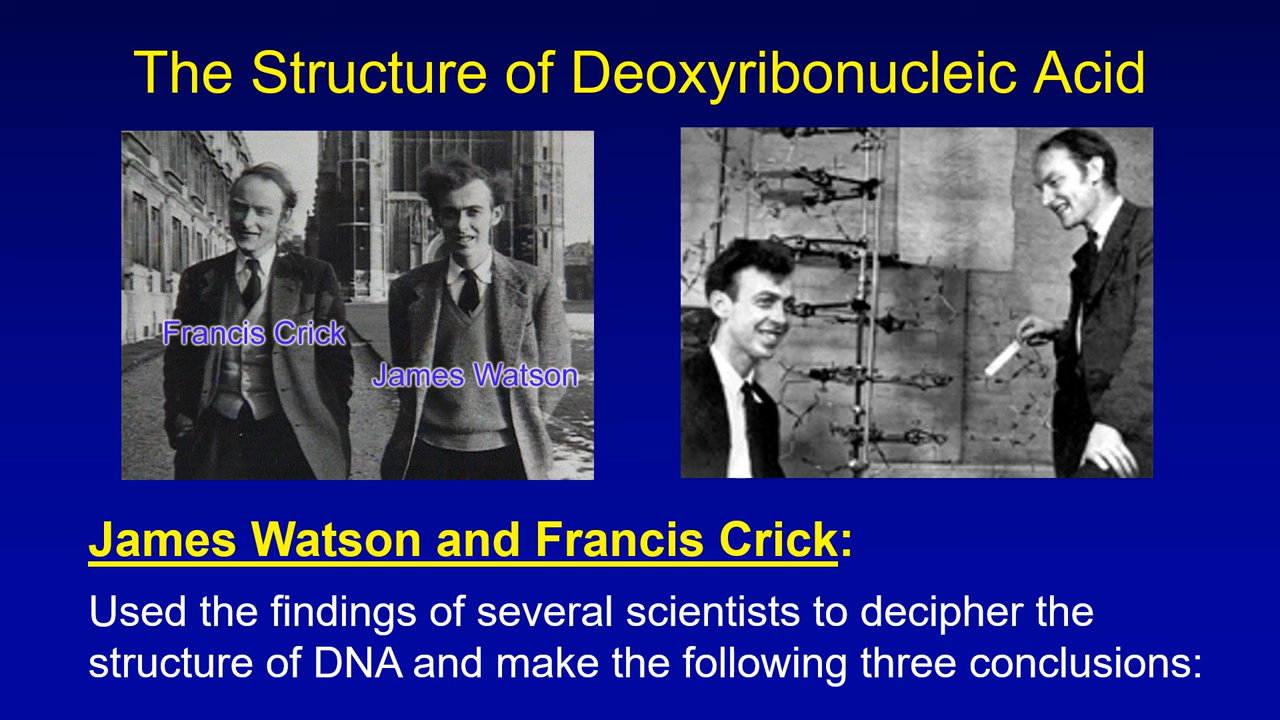 The Structure of Deoxyribonucleic Acid
Francis Crick
James Watson
James Watson and Francis Crick:
Used the findings of several scientists to decipher the
structure of DNA and make the following three conclusions: